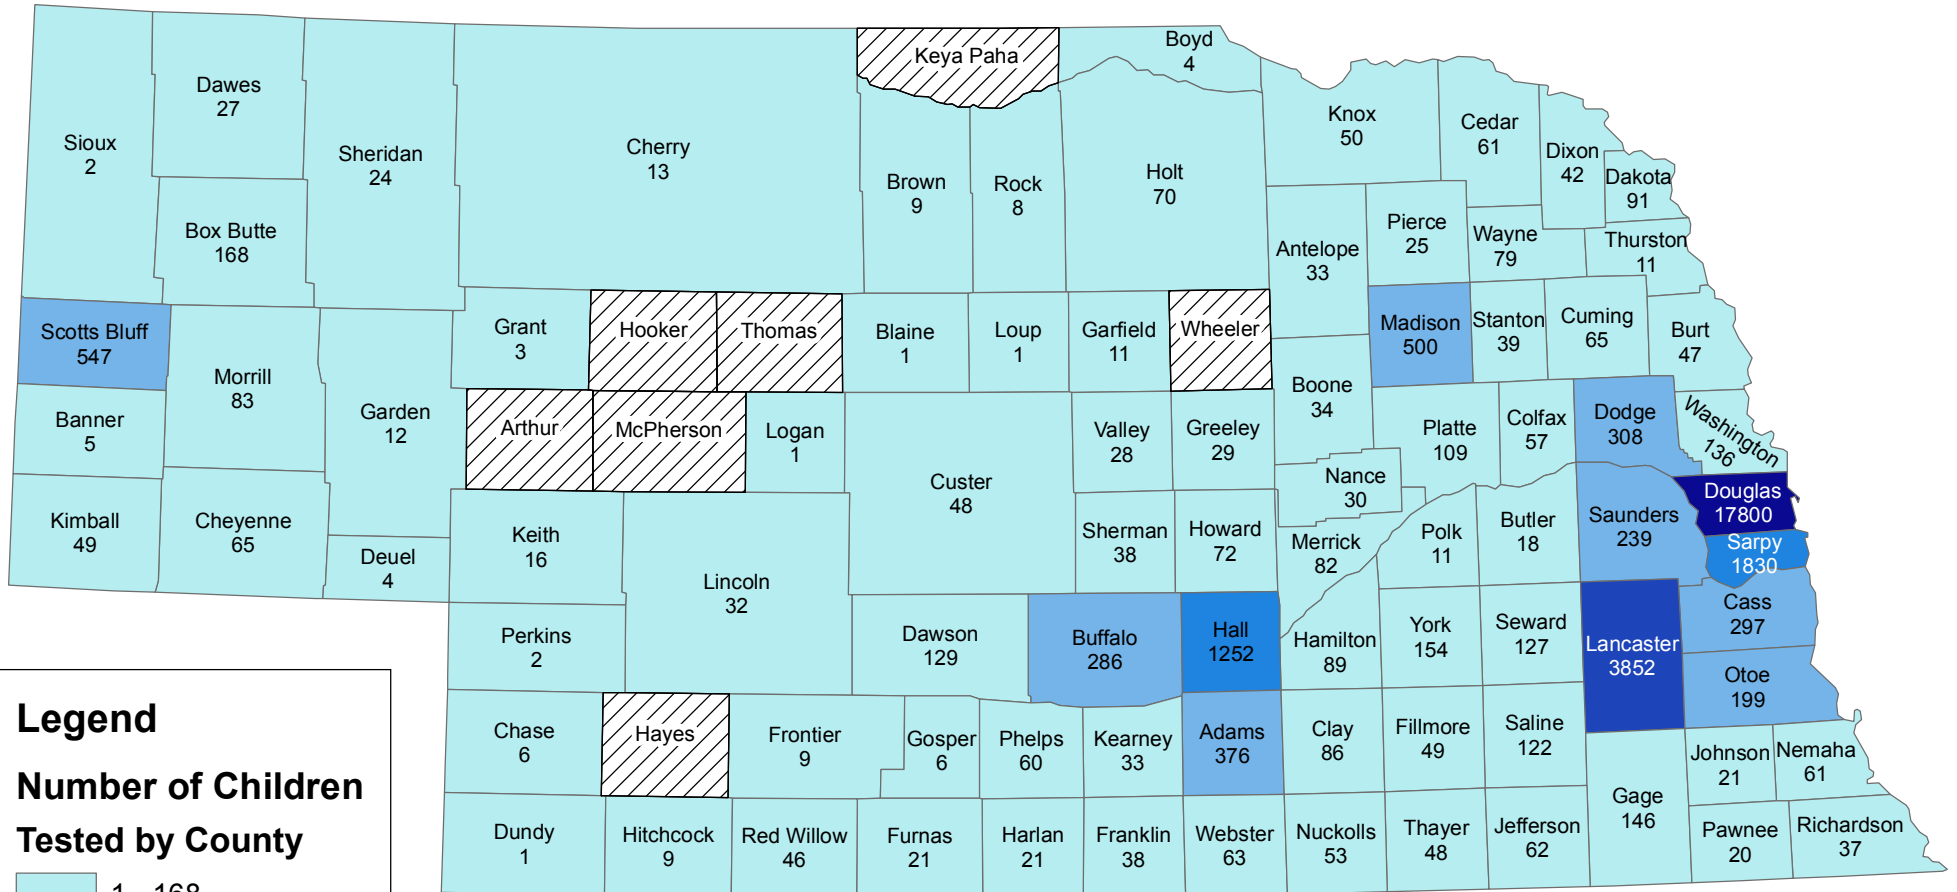 Keya Paha
Boyd
4
Dawes
27
Sioux
2
Sheridan
24
Cherry
13
Brown
9
Rock
8
Holt
70
Knox
50
Cedar
61
Dixon
42
Dakota
91
Box Butte
168
Antelope
33
Pierce
25
Wayne
79
Thurston
11
Scotts Bluff
547
Morrill
83
Garden
12
Grant
3
Hooker
Thomas
Blaine
1
Loup
1
Garfield
11
Wheeler
Madison
500
Stanton
39
Cuming
65
Burt
47
Banner
5
Arthur
McPherson
Logan
1
Custer
48
Valley
28
Greeley
29
Boone
34
Platte
109
Colfax
57
Dodge
308
Washington
136
Nance
30
Kimball
49
Cheyenne
65
Deuel
4
Keith
16
Lincoln
32
Sherman
38
Howard
72
Merrick
82
Polk
11
Butler
18
Saunders
239
Douglas
17800
Sarpy
1830
Perkins
2
Dawson
129
Buffalo
286
Hall
1252
Hamilton
89
York
154
Seward
127
Lancaster
3852
Cass
297
Otoe
199
Chase
6
Hayes
Frontier
9
Gosper
6
Phelps
60
Kearney
33
Adams
376
Clay
86
Fillmore
49
Saline
122
Johnson
21
Nemaha
61
Gage
146
Dundy
1
Hitchcock
9
Red Willow
46
Furnas
21
Harlan
21
Franklin
38
Webster
63
Nuckolls
53
Thayer
48
Jefferson
62
Pawnee
20
Richardson
37
Legend
Number of Children
Tested by County
1 - 168